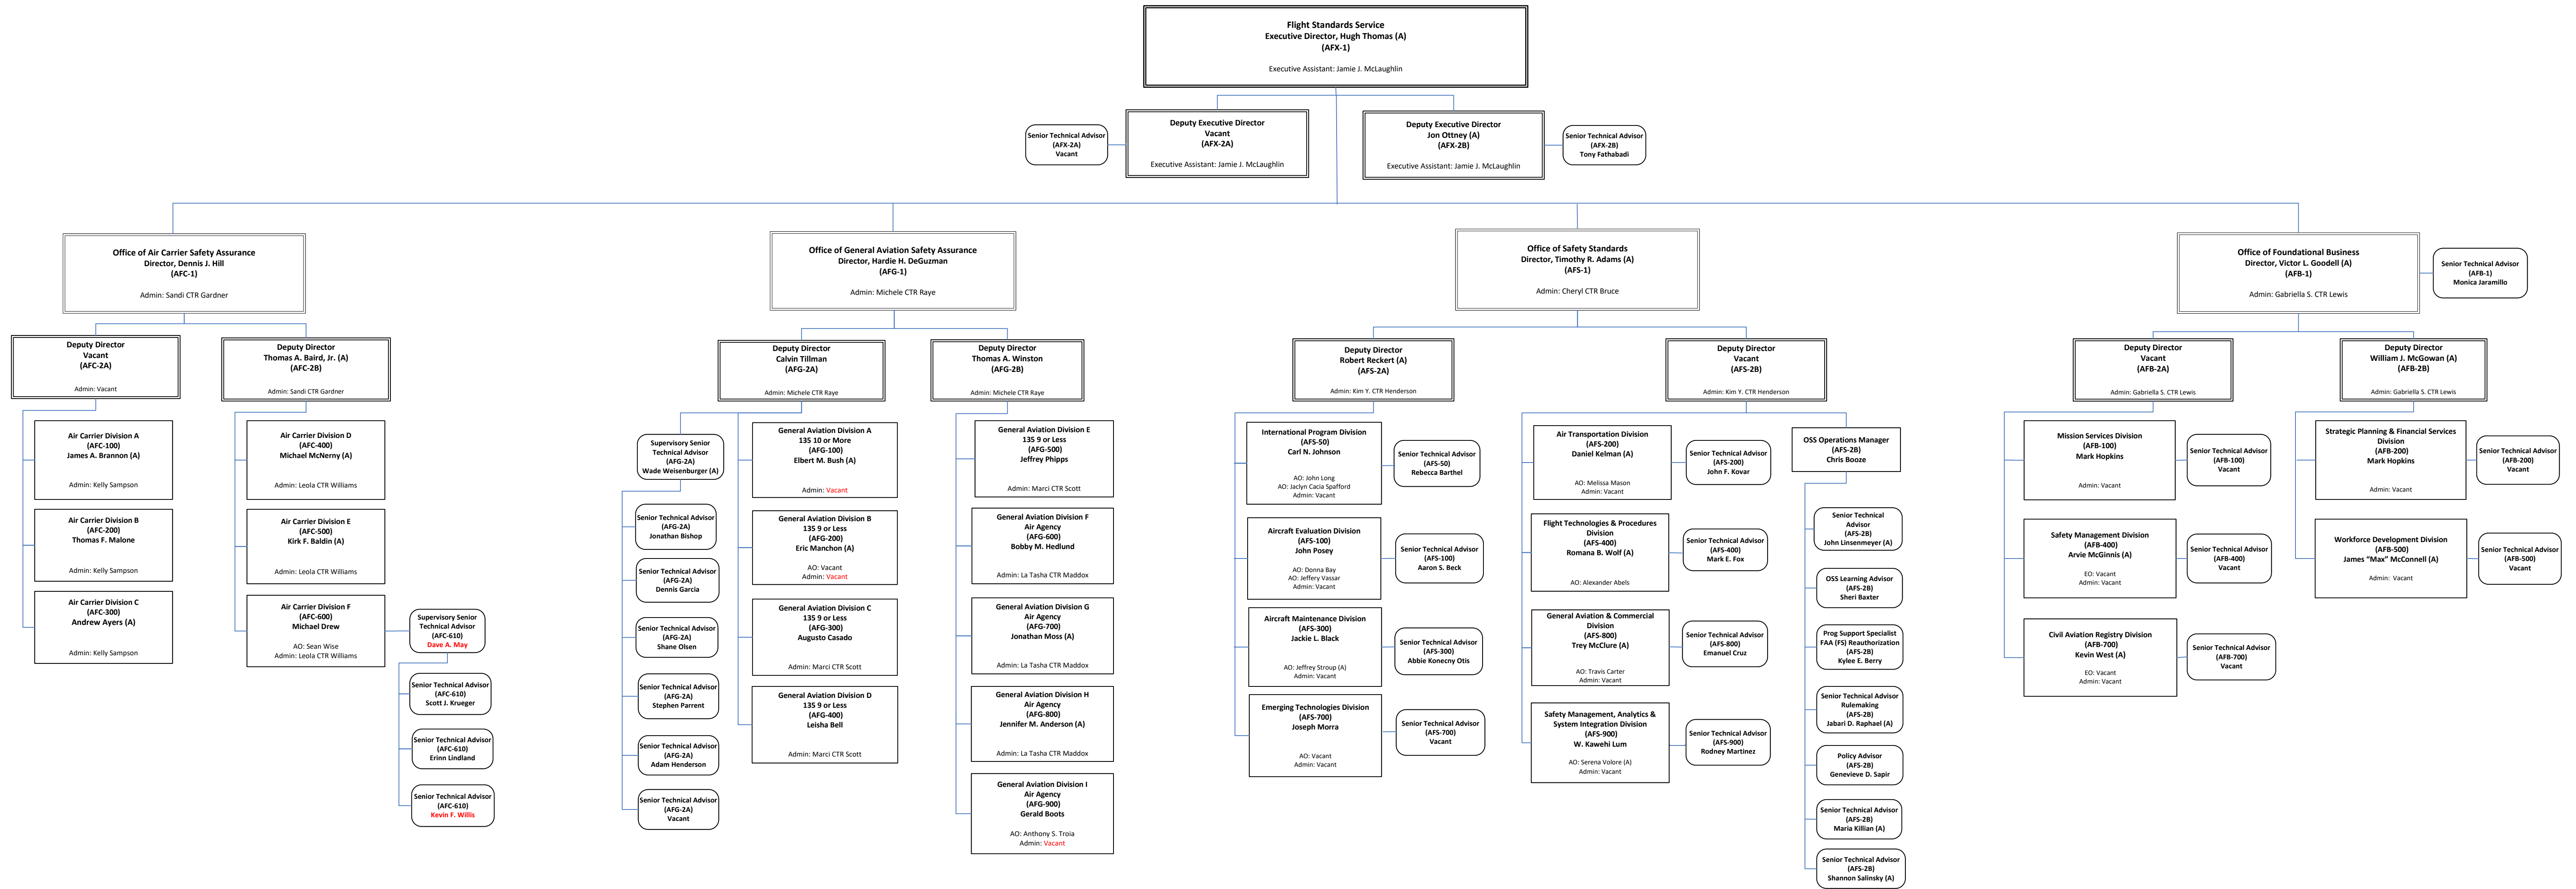 Flight Standards Service
Executive Director, Hugh Thomas (A)
(AFX-1)
Executive Assistant: Jamie J. McLaughlin
Senior Technical Advisor
(AFX-2A)
Vacant
Deputy Executive Director
Vacant
(AFX-2A)
Executive Assistant: Jamie J. McLaughlin
Deputy Executive Director
Jon Ottney (A)
(AFX-2B)
Executive Assistant: Jamie J. McLaughlin
Senior Technical Advisor
(AFX-2B)
Tony Fathabadi
Office of Air Carrier Safety Assurance
Director, Dennis J. Hill
(AFC-1)
Admin: Sandi CTR Gardner
Deputy Director
Vacant
(AFC-2A)
Admin: Vacant
Air Carrier Division A
(AFC-100)
James A. Brannon (A)
Admin: Kelly Sampson
Air Carrier Division B
(AFC-200)
Thomas F. Malone
Admin: Kelly Sampson
Air Carrier Division C
(AFC-300)
Andrew Ayers (A)
Admin: Kelly Sampson
Deputy Director
Thomas A. Baird, Jr. (A)
(AFC-2B)
Admin: Sandi CTR Gardner
Air Carrier Division D
(AFC-400)
Michael McNerny (A)
Admin: Leola CTR Williams
Air Carrier Division E
(AFC-500)
Kirk F. Baldin (A)
Admin: Leola CTR Williams
Air Carrier Division F
(AFC-600)
Michael Drew
AO: Sean Wise
Admin: Leola CTR Williams
Supervisory Senior
Technical Advisor
(AFC-610)
Dave A. May
Senior Technical Advisor
(AFC-610)
Scott J. Krueger
Senior Technical Advisor
(AFC-610)
Erinn Lindland
Senior Technical Advisor
(AFC-610)
Kevin F. Willis
Office of General Aviation Safety Assurance
Director, Hardie H. DeGuzman
(AFG-1)
Admin: Michele CTR Raye
Deputy Director
Calvin Tillman
(AFG-2A)
Admin: Michele CTR Raye
Supervisory Senior
Technical Advisor
(AFG-2A)
Wade Weisenburger (A)
Senior Technical Advisor
(AFG-2A)
Jonathan Bishop
Senior Technical Advisor
(AFG-2A)
Dennis Garcia
Senior Technical Advisor
(AFG-2A)
Shane Olsen
Senior Technical Advisor
(AFG-2A)
Stephen Parrent
Senior Technical Advisor
(AFG-2A)
Adam Henderson
Senior Technical Advisor
(AFG-2A)
Vacant
General Aviation Division A
135 10 or More
(AFG-100)
Elbert M. Bush (A)
Admin: Vacant
General Aviation Division B
135 9 or Less
(AFG-200)
Eric Manchon (A)
AO: Vacant
Admin: Vacant
General Aviation Division C
135 9 or Less
(AFG-300)
Augusto Casado
Admin: Marci CTR Scott
General Aviation Division D
135 9 or Less
(AFG-400)
Leisha Bell
Admin: Marci CTR Scott
Deputy Director
Thomas A. Winston
(AFG-2B)
Admin: Michele CTR Raye
General Aviation Division E
135 9 or Less
(AFG-500)
Jeffrey Phipps
Admin: Marci CTR Scott
General Aviation Division F
Air Agency
(AFG-600)
Bobby M. Hedlund
Admin: La Tasha CTR Maddox
General Aviation Division G
Air Agency
(AFG-700)
Jonathan Moss (A)
Admin: La Tasha CTR Maddox
General Aviation Division H
Air Agency
(AFG-800)
Jennifer M. Anderson (A)
Admin: La Tasha CTR Maddox
General Aviation Division I
Air Agency
(AFG-900)
Gerald Boots
AO: Anthony S. Troia
Admin: Vacant
Office of Safety Standards
Director, Timothy R. Adams (A)
(AFS-1)
Admin: Cheryl CTR Bruce
Deputy Director
Robert Reckert (A)
(AFS-2A)
Admin: Kim Y. CTR Henderson
International Program Division
(AFS-50)
Carl N. Johnson
AO: John Long
AO: Jaclyn Cacia Spafford
Admin: Vacant
Senior Technical Advisor
(AFS-50)
Rebecca Barthel
Aircraft Evaluation Division
(AFS-100)
John Posey
AO: Donna Bay
AO: Jeffery Vassar
Admin: Vacant
Senior Technical Advisor
(AFS-100)
Aaron S. Beck
Aircraft Maintenance Division
(AFS-300)
Jackie L. Black
AO: Jeffrey Stroup (A)
Admin: Vacant
Senior Technical Advisor
(AFS-300)
Abbie Konecny Otis
Emerging Technologies Division
(AFS-700)
Joseph Morra
AO: Vacant
Admin: Vacant
Senior Technical Advisor
(AFS-700)
Vacant
Deputy Director
Vacant
(AFS-2B)
Admin: Kim Y. CTR Henderson
Air Transportation Division
(AFS-200)
Daniel Kelman (A)
AO: Melissa Mason
Admin: Vacant
Senior Technical Advisor
(AFS-200)
John F. Kovar
Flight Technologies & Procedures
Division
(AFS-400)
Romana B. Wolf (A)
AO: Alexander Abels
Senior Technical Advisor
(AFS-400)
Mark E. Fox
General Aviation & Commercial
Division
(AFS-800)
Trey McClure (A)
AO: Travis Carter
Admin: Vacant
Senior Technical Advisor
(AFS-800)
Emanuel Cruz
Safety Management, Analytics &
System Integration Division
(AFS-900)
W. Kawehi Lum
AO: Serena Volore (A)
Admin: Vacant
Senior Technical Advisor
(AFS-900)
Rodney Martinez
OSS Operations Manager
(AFS-2B)
Chris Booze
Senior Technical
Advisor
(AFS-2B)
John Linsenmeyer (A)
OSS Learning Advisor
(AFS-2B)
Sheri Baxter
Prog Support Specialist
FAA (FS) Reauthorization
(AFS-2B)
Kylee E. Berry
Senior Technical Advisor
Rulemaking
(AFS-2B)
Jabari D. Raphael (A)
Policy Advisor
(AFS-2B)
Genevieve D. Sapir
Senior Technical Advisor
(AFS-2B)
Maria Killian (A)
Senior Technical Advisor
(AFS-2B)
Shannon Salinsky (A)
Office of Foundational Business
Director, Victor L. Goodell (A)
(AFB-1)
Admin: Gabriella S. CTR Lewis
Senior Technical Advisor
(AFB-1)
Monica Jaramillo
Deputy Director
Vacant
(AFB-2A)
Admin: Gabriella S. CTR Lewis
Mission Services Division
(AFB-100)
Mark Hopkins
Admin: Vacant
Senior Technical Advisor
(AFB-100)
Vacant
Safety Management Division
(AFB-400)
Arvie McGinnis (A)
EO: Vacant
Admin: Vacant
Senior Technical Advisor
(AFB-400)
Vacant
Civil Aviation Registry Division
(AFB-700)
Kevin West (A)
EO: Vacant
Admin: Vacant
Senior Technical Advisor
(AFB-700)
Vacant
Deputy Director
William J. McGowan (A)
(AFB-2B)
Admin: Gabriella S. CTR Lewis
Strategic Planning & Financial Services
Division
(AFB-200)
Mark Hopkins
Admin: Vacant
Senior Technical Advisor
(AFB-200)
Vacant
Workforce Development Division
(AFB-500)
James “Max” McConnell (A)
Admin: Vacant
Senior Technical Advisor
(AFB-500)
Vacant